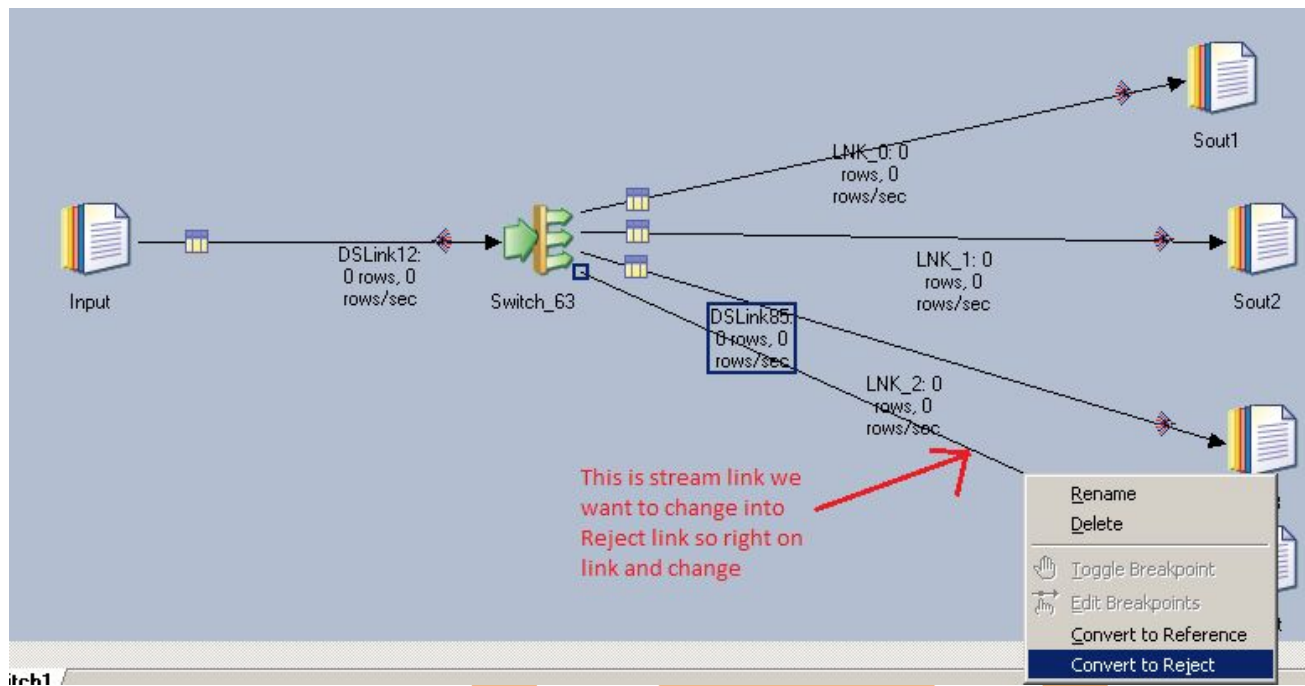 Sout1
LNK_0: 0
rows, 0
rows/sec
Input
DSLink12:
0 rows, 0
rows/sec
Switch_63
LNK_1: 0
rows, 0
rows/sec
Sout2
DSLink85:
0 rows, 0
rows/sec
LNK_2: 0
rows, 0
rows/sec
This is stream link we
want to change into
Reject link so right on
link and change
Rename
Delete
Toggle Breakpoint
Edit Breakpoints
Convert to Reference
Convert to Reject
itch1